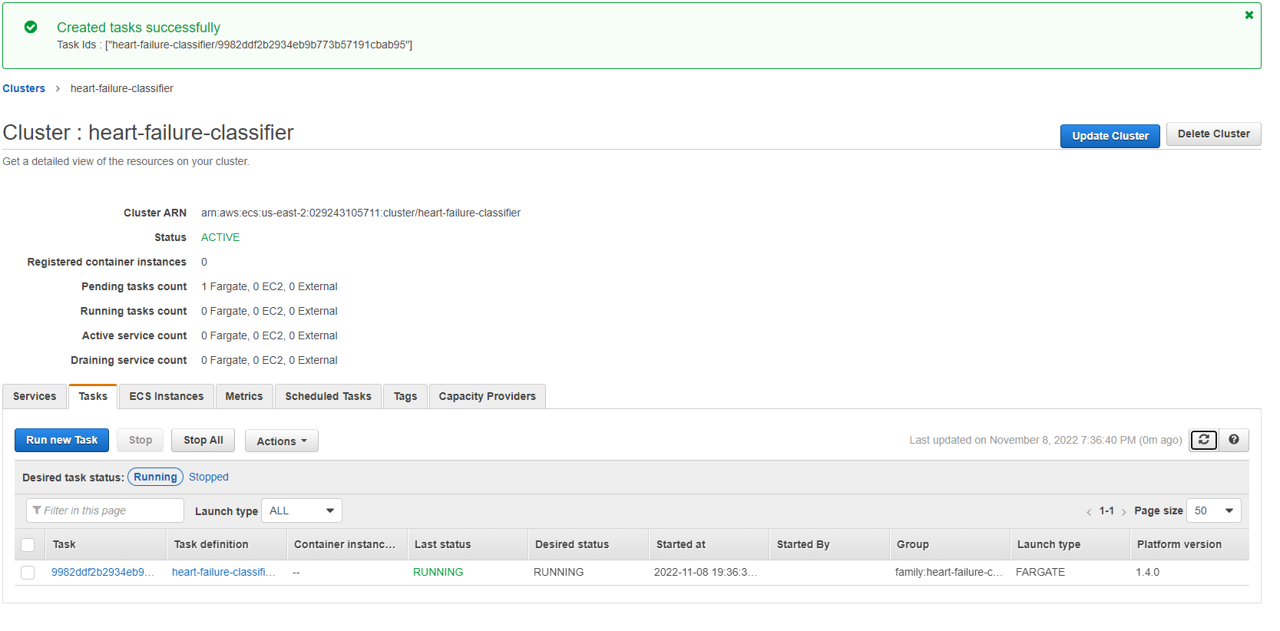 Created tasks successfully
Task Ids : ["heart-failure-classifier/9982ddf2b2934eb9b773b57191cbab95"]
Clusters > heart-failure-classifier
Cluster : heart-failure-classifier
Update Cluster Delete Cluster
Get a detailed view of the resources on your cluster.
Cluster ARN arn:aws:ecs:us-east-2:029243105711:cluster/heart-failure-classifier
Status ACTIVE
Registered container instances 0
Pending tasks count 1 Fargate, 0 EC2, 0 External
Running tasks count 0 Fargate, 0 EC2, 0 External
Active service count 0 Fargate, 0 EC2, 0 External
Draining service count 0 Fargate, 0 EC2, 0 External
Services Tasks ECS Instances Metrics Scheduled Tasks Tags Capacity Providers
Run new Task Stop Stop All Actions Last updated on November 8, 2022 7:36:40 PM (0m ago)
Desired task status: Running Stopped
Filter in this page Launch type ALL < 1-1 > Page size 50
Task Task definition Container instanc... Last status Desired status Started at Started By Group Launch type Platform version
9982ddf2b2934eb9... heart-failure-classifi... -- RUNNING RUNNING 2022-11-08 19:36:3... family:heart-failure-c... FARGATE 1.4.0